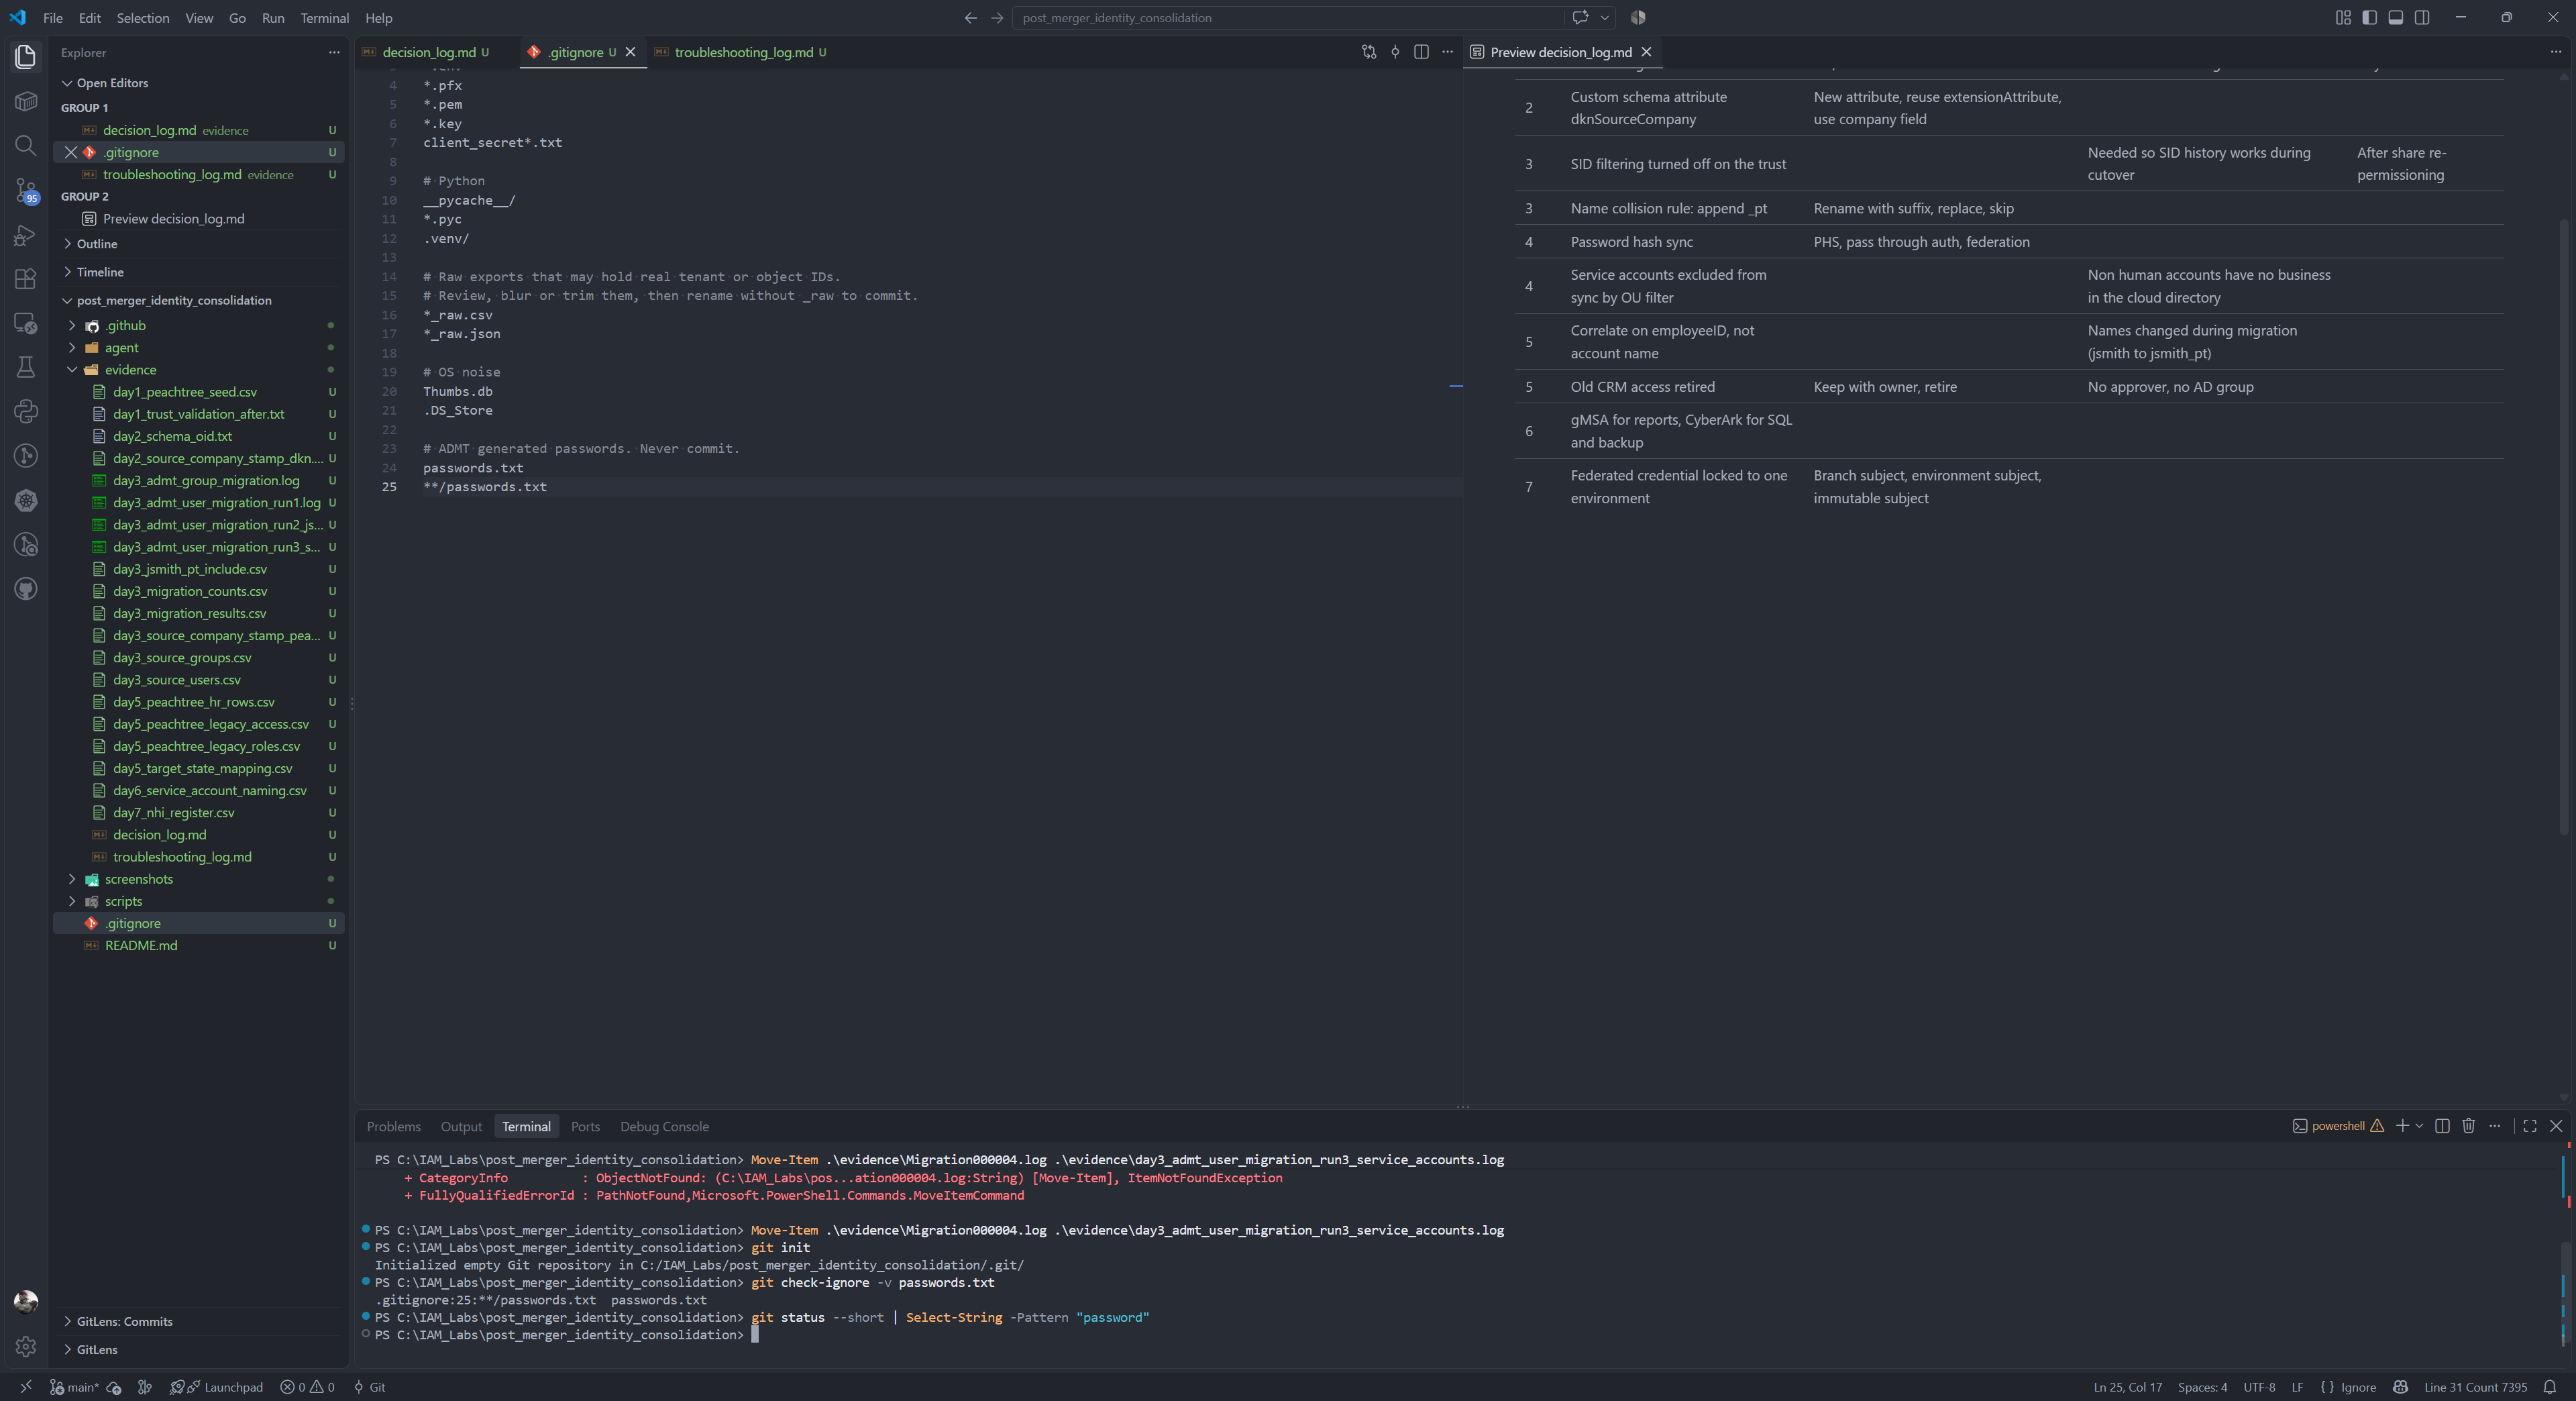 File Edit Selection View Go Run Terminal Help
post_merger_identity_consolidation
Explorer
Open Editors
GROUP 1
decision_log.md evidence U
.gitignore U
troubleshooting_log.md evidence U
GROUP 2
Preview decision_log.md
Outline
Timeline
post_merger_identity_consolidation
.github
agent
evidence
day1_peachtree_seed.csv U
day1_trust_validation_after.txt U
day2_schema_oid.txt U
day2_source_company_stamp_dkn.... U
day3_admt_group_migration.log U
day3_admt_user_migration_run1.log U
day3_admt_user_migration_run2_js... U
day3_admt_user_migration_run3_s... U
day3_jsmith_pt_include.csv U
day3_migration_counts.csv U
day3_migration_results.csv U
day3_source_company_stamp_pea... U
day3_source_groups.csv U
day3_source_users.csv U
day5_peachtree_hr_rows.csv U
day5_peachtree_legacy_access.csv U
day5_peachtree_legacy_roles.csv U
day5_target_state_mapping.csv U
day6_service_account_naming.csv U
day7_nhi_register.csv U
decision_log.md U
troubleshooting_log.md U
screenshots
scripts
.gitignore U
README.md U
GitLens: Commits
GitLens
95
decision_log.md U
.gitignore U
troubleshooting_log.md U
4 *.pfx
5 *.pem
6 *.key
7 client_secret*.txt
8
9 # Python
10 __pycache__/
11 *.pyc
12 .venv/
13
14 # Raw exports that may hold real tenant or object IDs.
15 # Review, blur or trim them, then rename without _raw to commit.
16 *_raw.csv
17 *_raw.json
18
19 # OS noise
20 Thumbs.db
21 .DS_Store
22
23 # ADMT generated passwords. Never commit.
24 passwords.txt
25 **/passwords.txt
Preview decision_log.md
2 Custom schema attribute dknSourceCompany New attribute, reuse extensionAttribute, use company field
3 SID filtering turned off on the trust Needed so SID history works during cutover After share re-permissioning
3 Name collision rule: append _pt Rename with suffix, replace, skip
4 Password hash sync PHS, pass through auth, federation
4 Service accounts excluded from sync by OU filter Non human accounts have no business in the cloud directory
5 Correlate on employeeID, not account name Names changed during migration (jsmith to jsmith_pt)
5 Old CRM access retired Keep with owner, retire No approver, no AD group
6 gMSA for reports, CyberArk for SQL and backup
7 Federated credential locked to one environment Branch subject, environment subject, immutable subject
Problems Output Terminal Ports Debug Console
powershell
PS C:\IAM_Labs\post_merger_identity_consolidation> Move-Item .\evidence\Migration000004.log .\evidence\day3_admt_user_migration_run3_service_accounts.log
+ CategoryInfo : ObjectNotFound: (C:\IAM_Labs\pos...ation000004.log:String) [Move-Item], ItemNotFoundException
+ FullyQualifiedErrorId : PathNotFound,Microsoft.PowerShell.Commands.MoveItemCommand
PS C:\IAM_Labs\post_merger_identity_consolidation> Move-Item .\evidence\Migration000004.log .\evidence\day3_admt_user_migration_run3_service_accounts.log
PS C:\IAM_Labs\post_merger_identity_consolidation> git init
Initialized empty Git repository in C:/IAM_Labs/post_merger_identity_consolidation/.git/
PS C:\IAM_Labs\post_merger_identity_consolidation> git check-ignore -v passwords.txt
.gitignore:25:**/passwords.txt passwords.txt
PS C:\IAM_Labs\post_merger_identity_consolidation> git status --short | Select-String -Pattern "password"
PS C:\IAM_Labs\post_merger_identity_consolidation>
main* Launchpad 0 0 Git
Ln 25, Col 17 Spaces: 4 UTF-8 LF { } Ignore Line 31 Count 7395